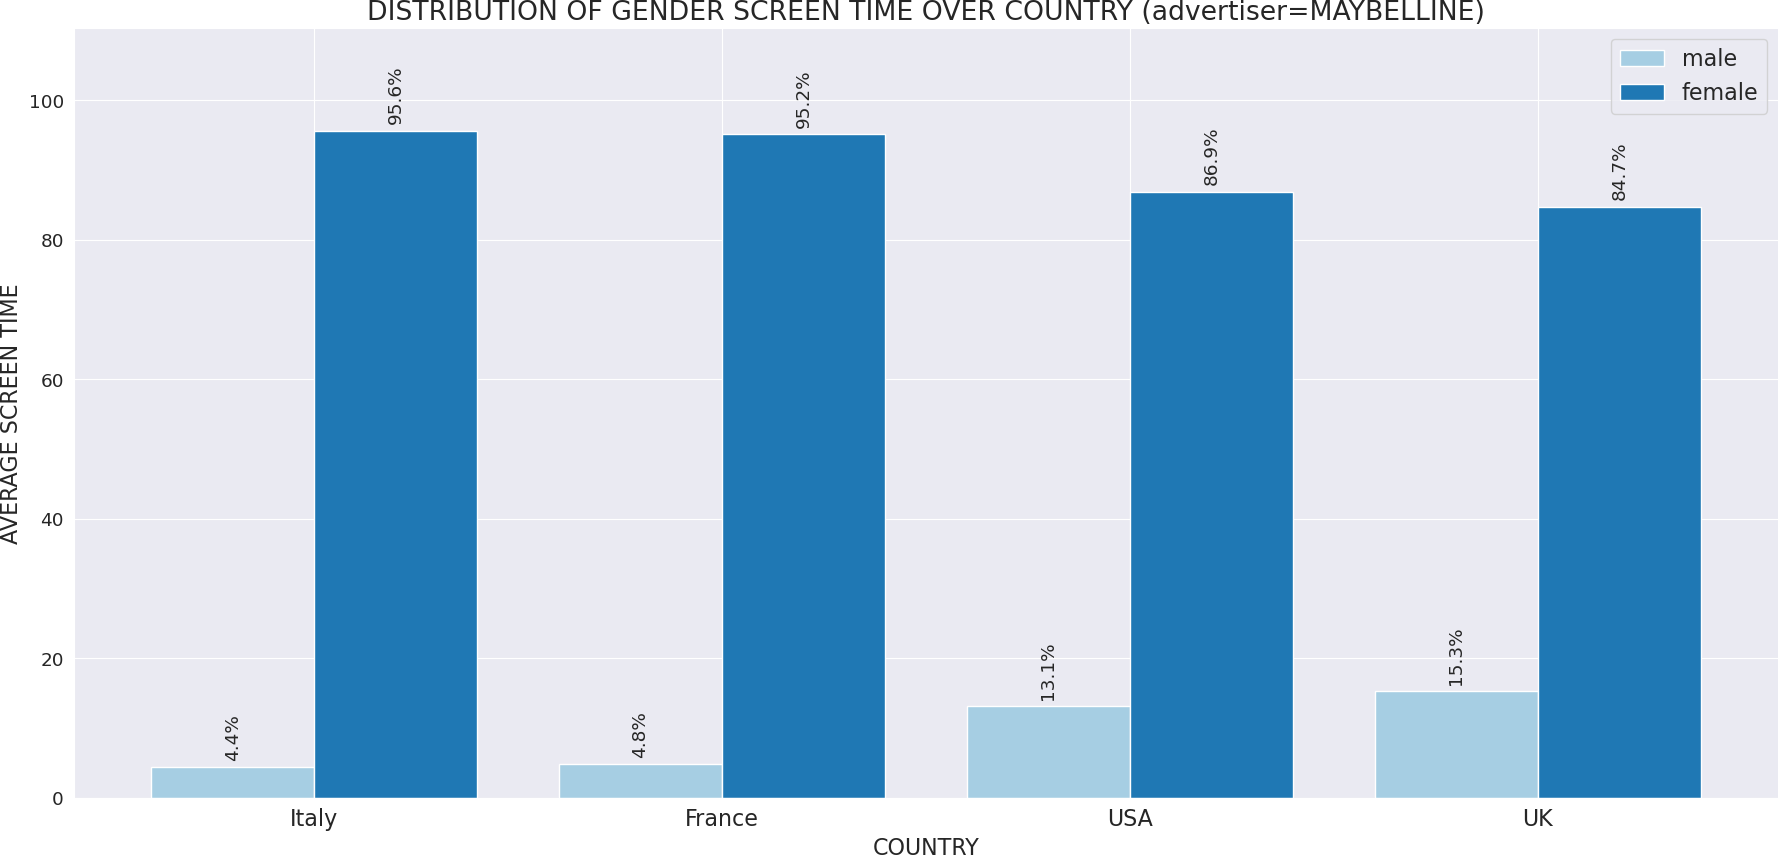 DISTRIBUTION OF GENDER SCREEN TIME OVER COUNTRY (advertiser=MAYBELLINE)
male
female
AVERAGE SCREEN TIME
100
80
60
40
20
0
4.4%
95.6%
4.8%
95.2%
13.1%
86.9%
15.3%
84.7%
Italy
France
USA
UK
COUNTRY